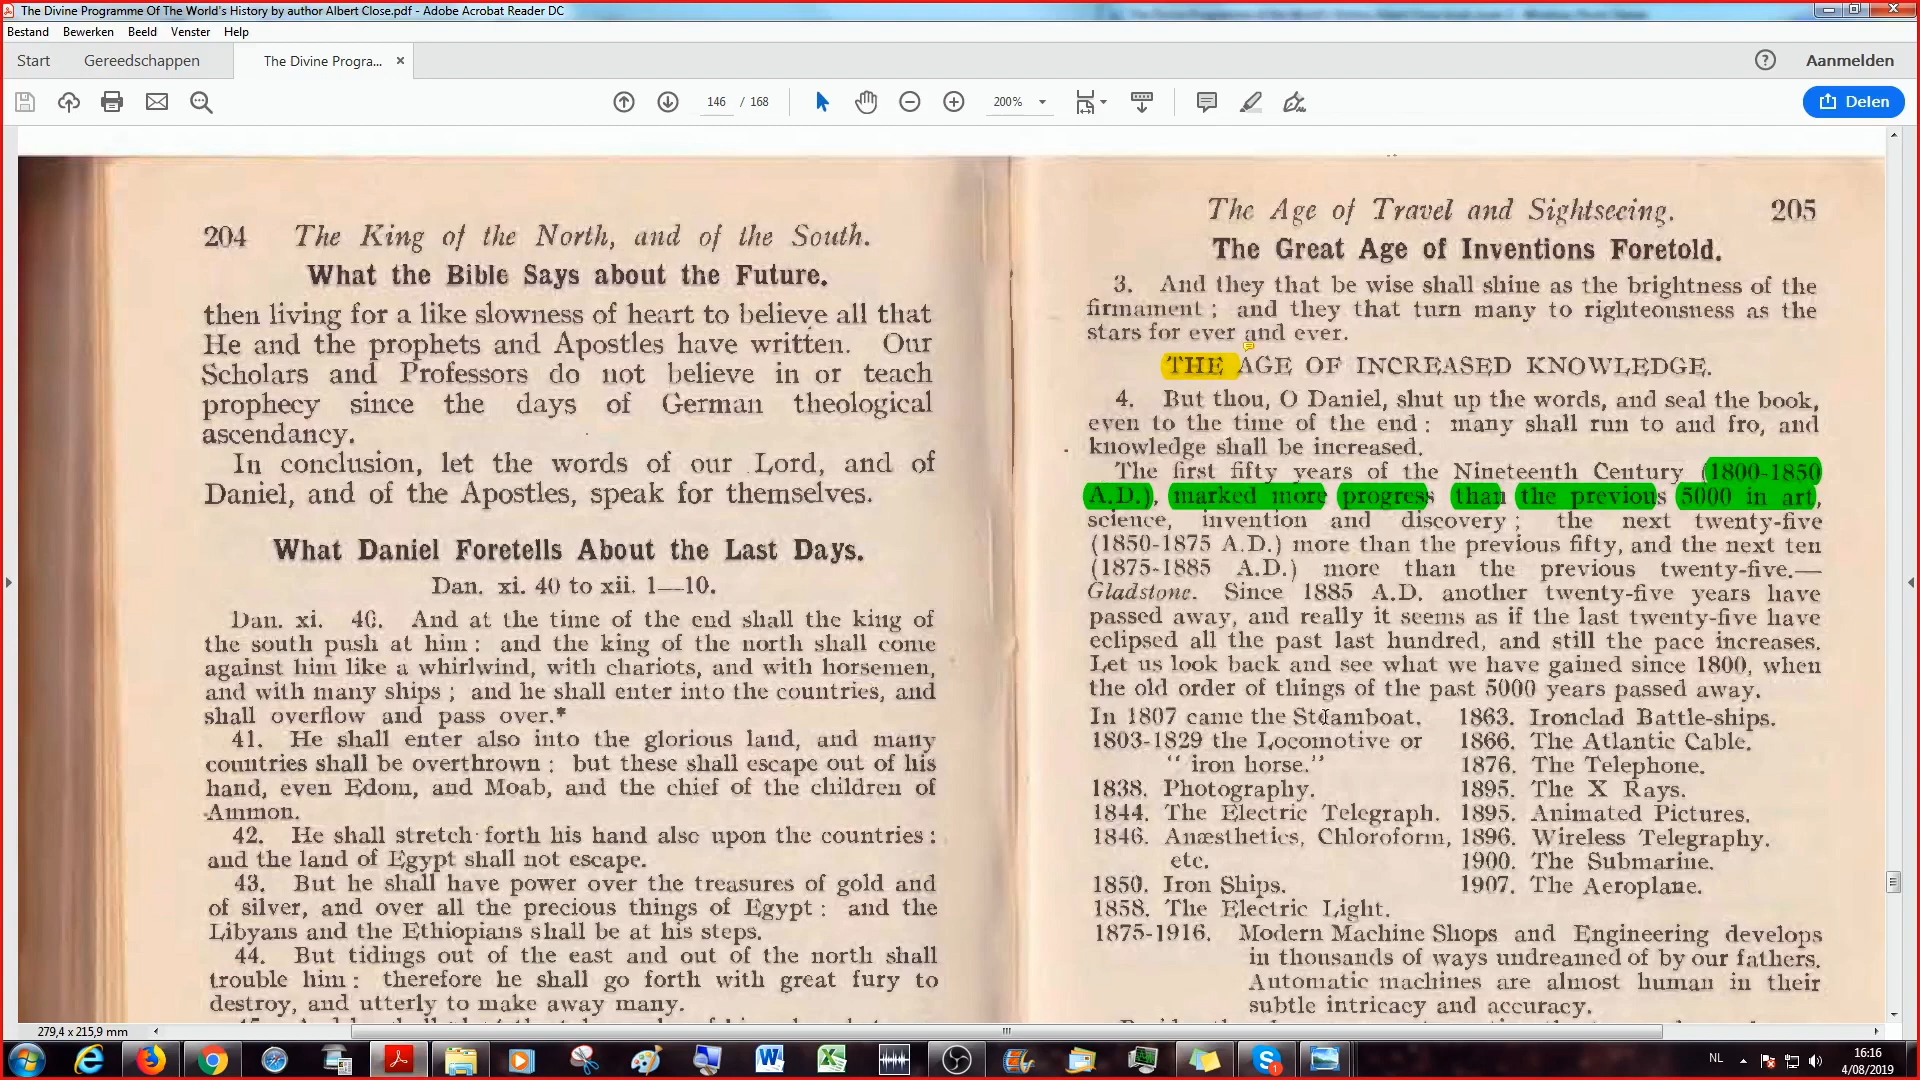 The Divine Programme Of The World's History by author Albert Close.pdf - Adobe Acrobat Reader DC
Bestand Bewerken Beeld Venster Help
Start Gereedschappen The Divine Progra... × Aanmelden
146 / 168 200% Delen
204 The King of the North, and of the South.
What the Bible Says about the Future.
then living for a like slowness of heart to believe all that
He and the prophets and Apostles have written. Our
Scholars and Professors do not believe in or teach
prophecy since the days of German theological
ascendancy.
In conclusion, let the words of our Lord, and of
Daniel, and of the Apostles, speak for themselves.
What Daniel Foretells About the Last Days.
Dan. xi. 40 to xii. 1—10.
Dan. xi. 40. And at the time of the end shall the king of
the south push at him: and the king of the north shall come
against him like a whirlwind, with chariots, and with horsemen,
and with many ships; and he shall enter into the countries, and
shall overflow and pass over.*
41. He shall enter also into the glorious land, and many
countries shall be overthrown: but these shall escape out of his
hand, even Edom, and Moab, and the chief of the children of
Ammon.
42. He shall stretch forth his hand also upon the countries:
and the land of Egypt shall not escape.
43. But he shall have power over the treasures of gold and
of silver, and over all the precious things of Egypt: and the
Libyans and the Ethiopians shall be at his steps.
44. But tidings out of the east and out of the north shall
trouble him: therefore he shall go forth with great fury to
destroy, and utterly to make away many.
The Age of Travel and Sightseeing. 205
The Great Age of Inventions Foretold.
3. And they that be wise shall shine as the brightness of the
firmament; and they that turn many to righteousness as the
stars for ever and ever.
THE AGE OF INCREASED KNOWLEDGE.
4. But thou, O Daniel, shut up the words, and seal the book,
even to the time of the end: many shall run to and fro, and
knowledge shall be increased.
The first fifty years of the Nineteenth Century (1800-1850
A.D.), marked more progress than the previous 5000 in art,
science, invention and discovery; the next twenty-five
(1850-1875 A.D.) more than the previous fifty, and the next ten
(1875-1885 A.D.) more than the previous twenty-five.—
Gladstone. Since 1885 A.D. another twenty-five years have
passed away, and really it seems as if the last twenty-five have
eclipsed all the past last hundred, and still the pace increases.
Let us look back and see what we have gained since 1800, when
the old order of things of the past 5000 years passed away.
In 1807 came the Steamboat.
1803-1829 the Locomotive or
"iron horse."
1838. Photography.
1844. The Electric Telegraph.
1846. Anæsthetics, Chloroform,
etc.
1850. Iron Ships.
1858. The Electric Light.
1863. Ironclad Battle-ships.
1866. The Atlantic Cable.
1876. The Telephone.
1895. The X Rays.
1895. Animated Pictures.
1896. Wireless Telegraphy.
1900. The Submarine.
1907. The Aeroplane.
1875-1916. Modern Machine Shops and Engineering develops
in thousands of ways undreamed of by our fathers.
Automatic machines are almost human in their
subtle intricacy and accuracy.
279,4 x 215,9 mm
NL 16:16
4/08/2019